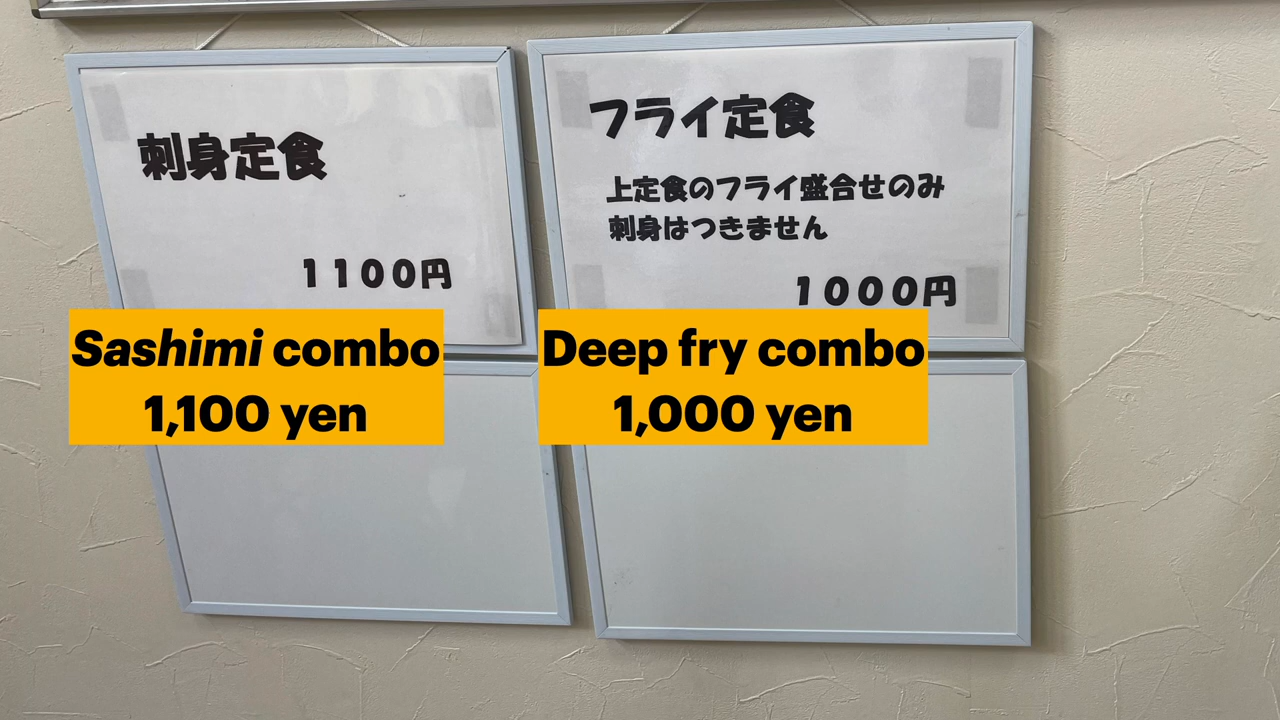 刺身定食
1100円
フライ定食
上定食のフライ盛合せのみ
刺身はつきません
1000円
Sashimi combo
1,100 yen
Deep fry combo
1,000 yen